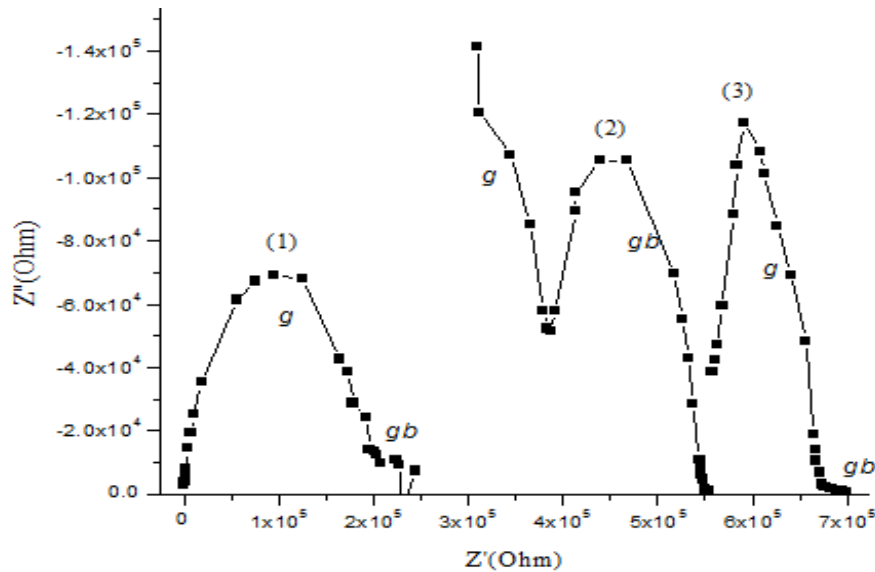 -1.4x10⁵
-1.2x10⁵
-1.0x10⁵
-8.0x10⁴
-6.0x10⁴
-4.0x10⁴
-2.0x10⁴
0.0
Z"(Ohm)
(1)
g
gb
g
(2)
gb
(3)
g
gb
0
1x10⁵
2x10⁵
3x10⁵
4x10⁵
5x10⁵
6x10⁵
7x10⁵
Z'(Ohm)